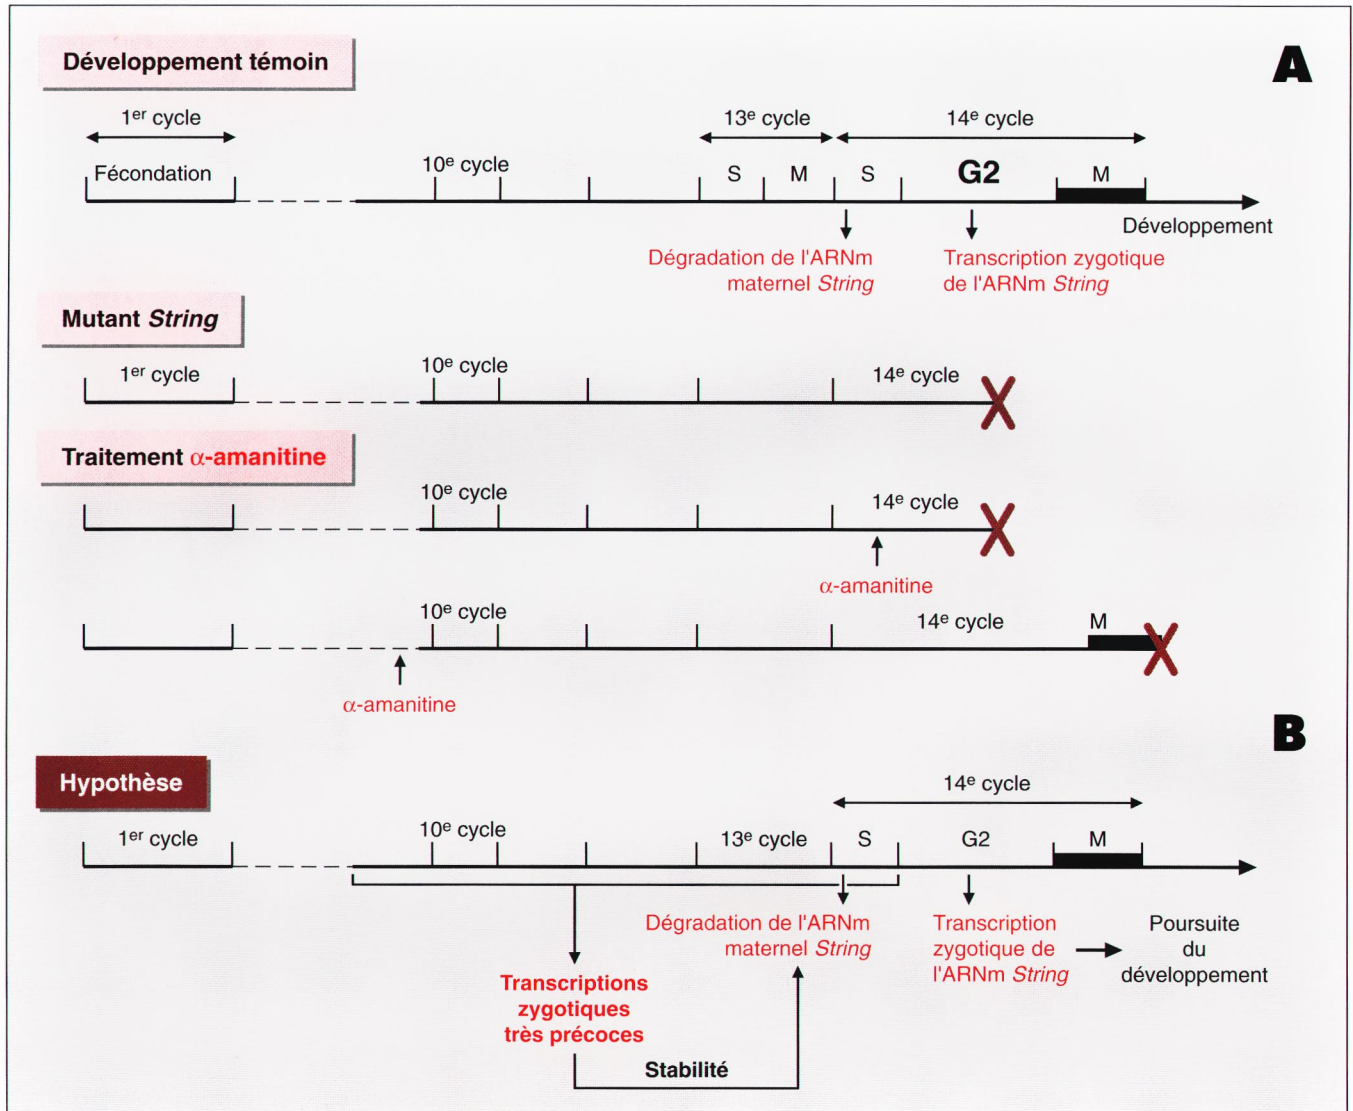 Développement témoin
A
1er cycle
13e cycle
14e cycle
Fécondation
10e cycle
S
M
S
G2
M
Développement
Dégradation de l'ARNm
maternel String
Transcription zygotique
de l'ARNm String
Mutant String
1er cycle
10e cycle
14e cycle
Traitement α-amanitine
10e cycle
14e cycle
α-amanitine
10e cycle
14e cycle
M
α-amanitine
B
Hypothèse
14e cycle
1er cycle
10e cycle
13e cycle
S
G2
M
Dégradation de l'ARNm
maternel String
Transcription
zygotique de
l'ARNm String
Poursuite
du
développement
Transcriptions
zygotiques
très précoces
Stabilité